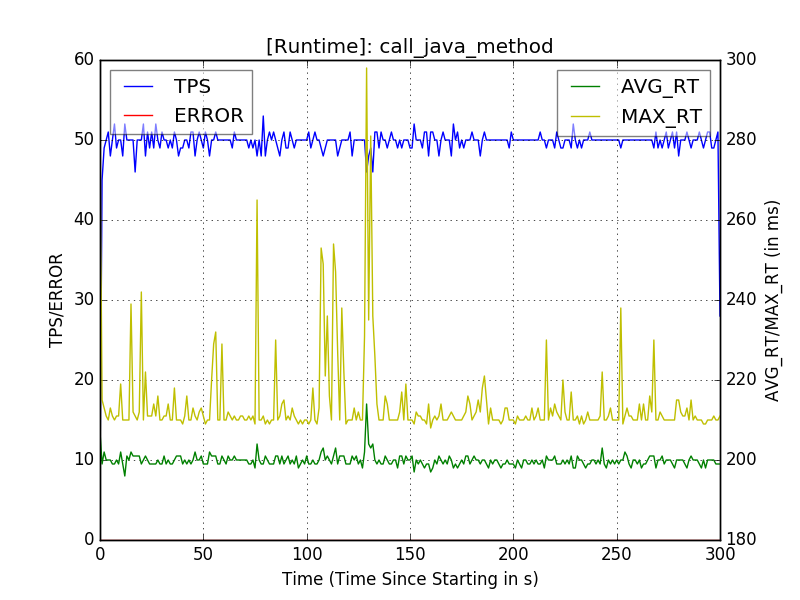 [Runtime]: call_java_method
TPS
ERROR
AVG_RT
MAX_RT
60
50
40
30
20
10
0
TPS/ERROR
300
280
260
240
220
200
180
AVG_RT/MAX_RT (in ms)
0 50 100 150 200 250 300
Time (Time Since Starting in s)